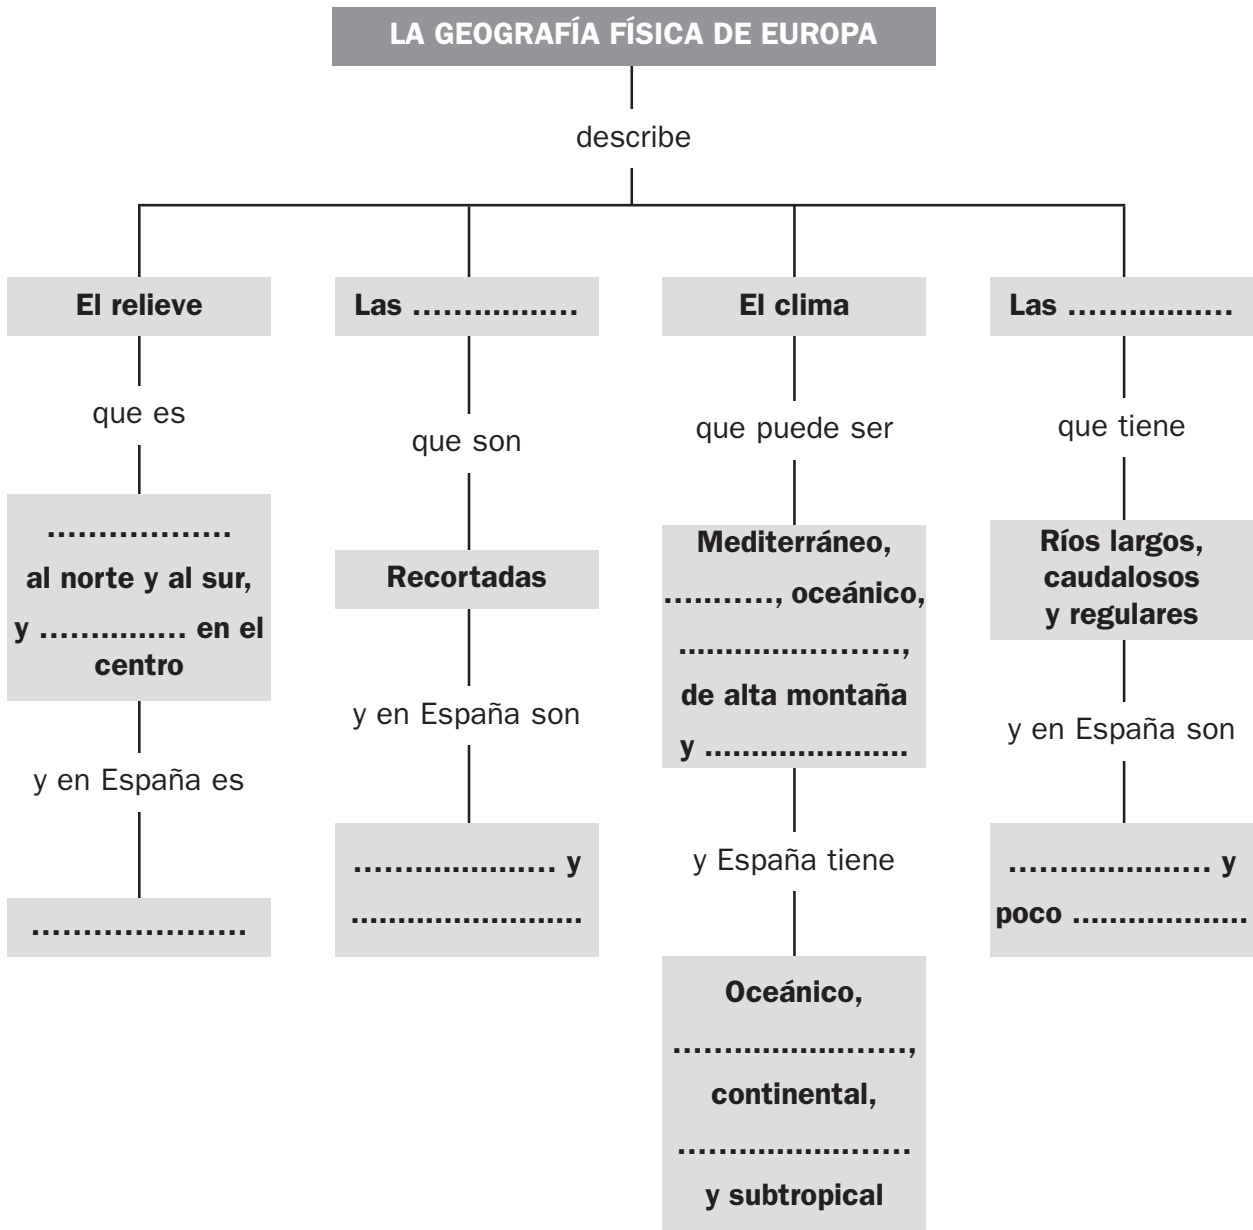 LA GEOGRAFÍA FÍSICA DE EUROPA
describe
El relieve
que es
..................
al norte y al sur,
y ............... en el
centro
y en España es
.....................
Las .................
que son
Recortadas
y en España son
.................... y
.........................
El clima
que puede ser
Mediterráneo,
............, oceánico,
........................,
de alta montaña
y ......................
y España tiene
Oceánico,
.........................,
continental,
.........................
y subtropical
Las .................
que tiene
Ríos largos,
caudalosos
y regulares
y en España son
..................... y
poco ...................